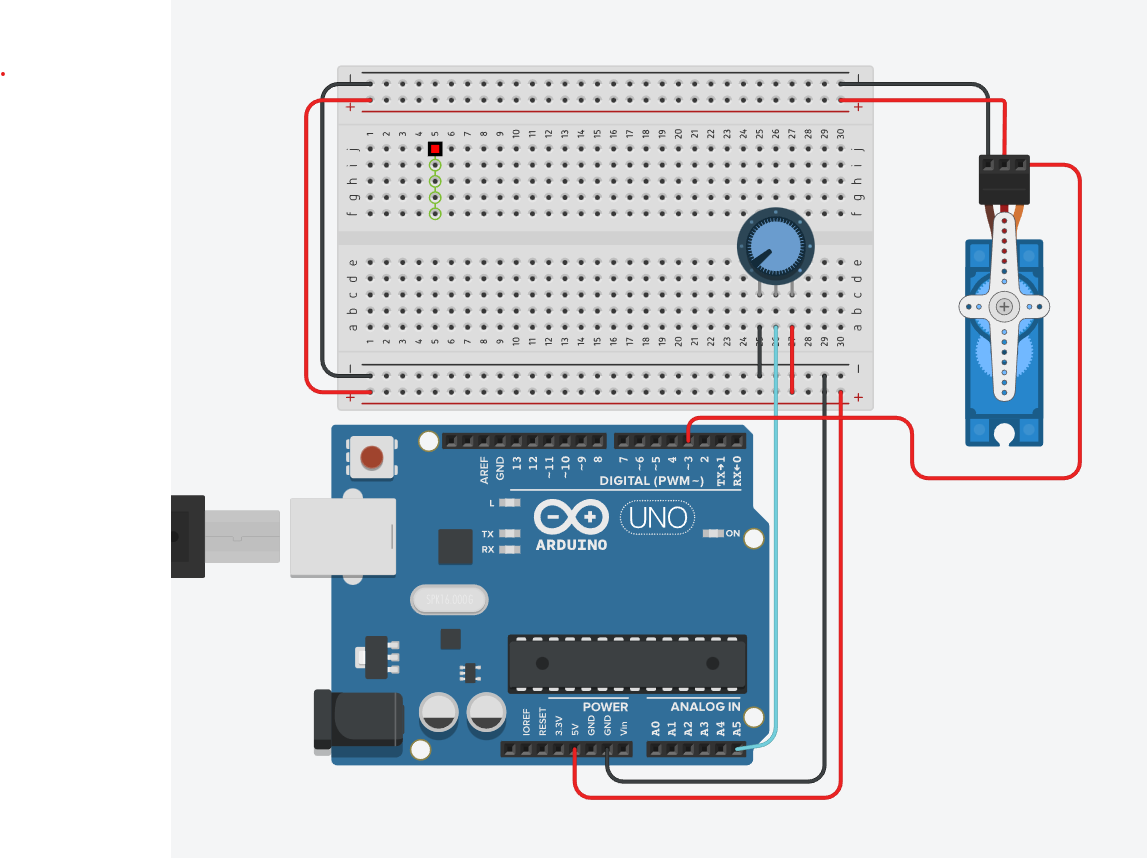 − −
+ +
1 2 3 4 5 6 7 8 9 10 11 12 13 14 15 16 17 18 19 20 21 22 23 24 25 26 27 28 29 30
j j
i i
h h
g g
f f
e e
d d
c c
b b
a a
1 2 3 4 5 6 7 8 9 10 11 12 13 14 15 16 17 18 19 20 21 22 23 24 25 26 27 28 29 30
− −
+ +
AREF GND 13 12 ~11 ~10 ~9 8 7 ~6 ~5 4 ~3 2 TX→1 RX←0
DIGITAL (PWM ~)
L
UNO
TX
ON
RX
ARDUINO
POWER ANALOG IN
IOREF RESET 3.3V 5V GND GND Vin A0 A1 A2 A3 A4 A5